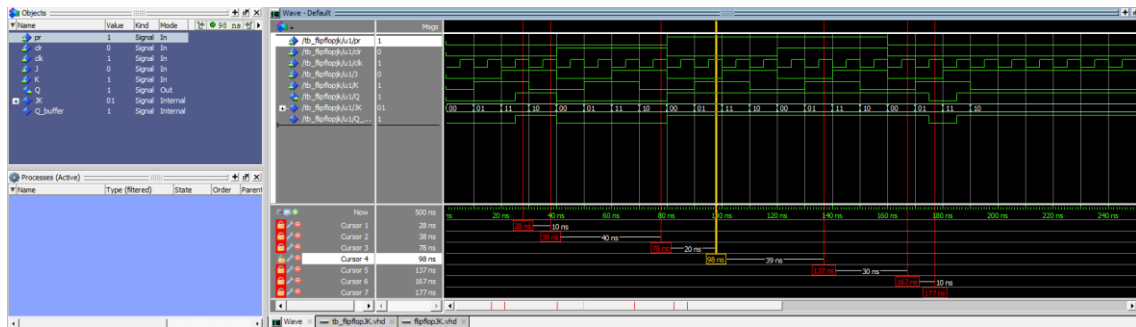 Objects
Name Value Kind Mode 98 ns
pr 1 Signal In
clr 0 Signal In
clk 1 Signal In
J 0 Signal In
K 1 Signal In
Q 1 Signal Out
JK 01 Signal Internal
Q_buffer 1 Signal Internal
Processes (Active)
Name Type (filtered) State Order Parent
Wave - Default
Msgs
/tb_flipflopjk/u1/pr 1
/tb_flipflopjk/u1/clr 0
/tb_flipflopjk/u1/clk 1
/tb_flipflopjk/u1/J 0
/tb_flipflopjk/u1/K 1
/tb_flipflopjk/u1/Q 1
/tb_flipflopjk/u1/JK 01 00 01 11 10 00 01 11 10 00 01 11 10 00 01 11 10 00 01 11 10
/tb_flipflopjk/u1/Q_... 1
Now 500 ns ns 20 ns 40 ns 60 ns 80 ns 100 ns 120 ns 140 ns 160 ns 180 ns 200 ns 220 ns 240 ns
Cursor 1 28 ns 28 ns 10 ns
Cursor 2 38 ns 38 ns 40 ns
Cursor 3 78 ns 78 ns 20 ns
Cursor 4 98 ns 98 ns 39 ns
Cursor 5 137 ns 137 ns 30 ns
Cursor 6 167 ns 167 ns 10 ns
Cursor 7 177 ns 177 ns
Wave tb_flipflopJK.vhd flipflopJK.vhd